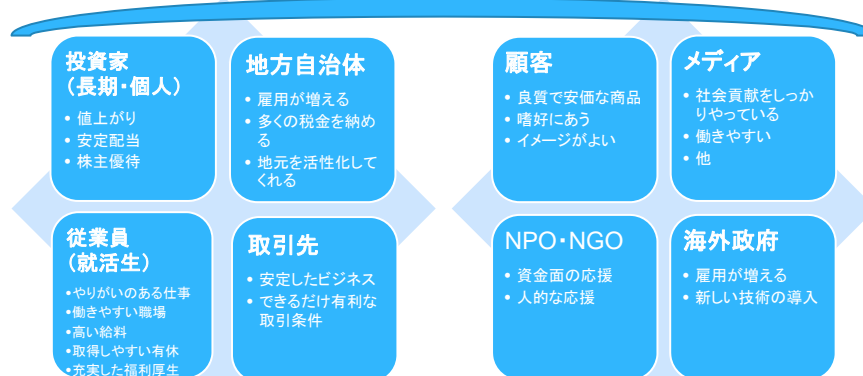 投資家
（長期・個人）
• 値上がり
• 安定配当
• 株主優待
地方自治体
• 雇用が増える
• 多くの税金を納め
る
• 地元を活性化して
くれる
従業員
（就活生）
•やりがいのある仕事
•働きやすい職場
•高い給料
•取得しやすい有休
•充実した福利厚生
取引先
• 安定したビジネス
• できるだけ有利な
取引条件
顧客
• 良質で安価な商品
• 嗜好にあう
• イメージがよい
メディア
• 社会貢献をしっか
りやっている
• 働きやすい
• 他
NPO・NGO
• 資金面の応援
• 人的な応援
海外政府
• 雇用が増える
• 新しい技術の導入